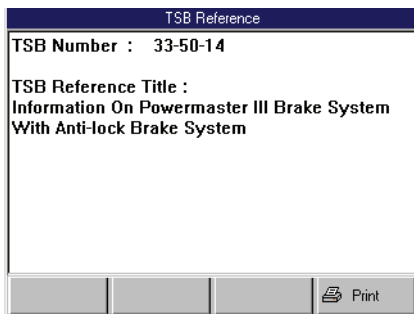 TSB Reference
TSB Number :   33-50-14
TSB Reference Title :
Information On Powermaster III Brake System
With Anti-lock Brake System
Print